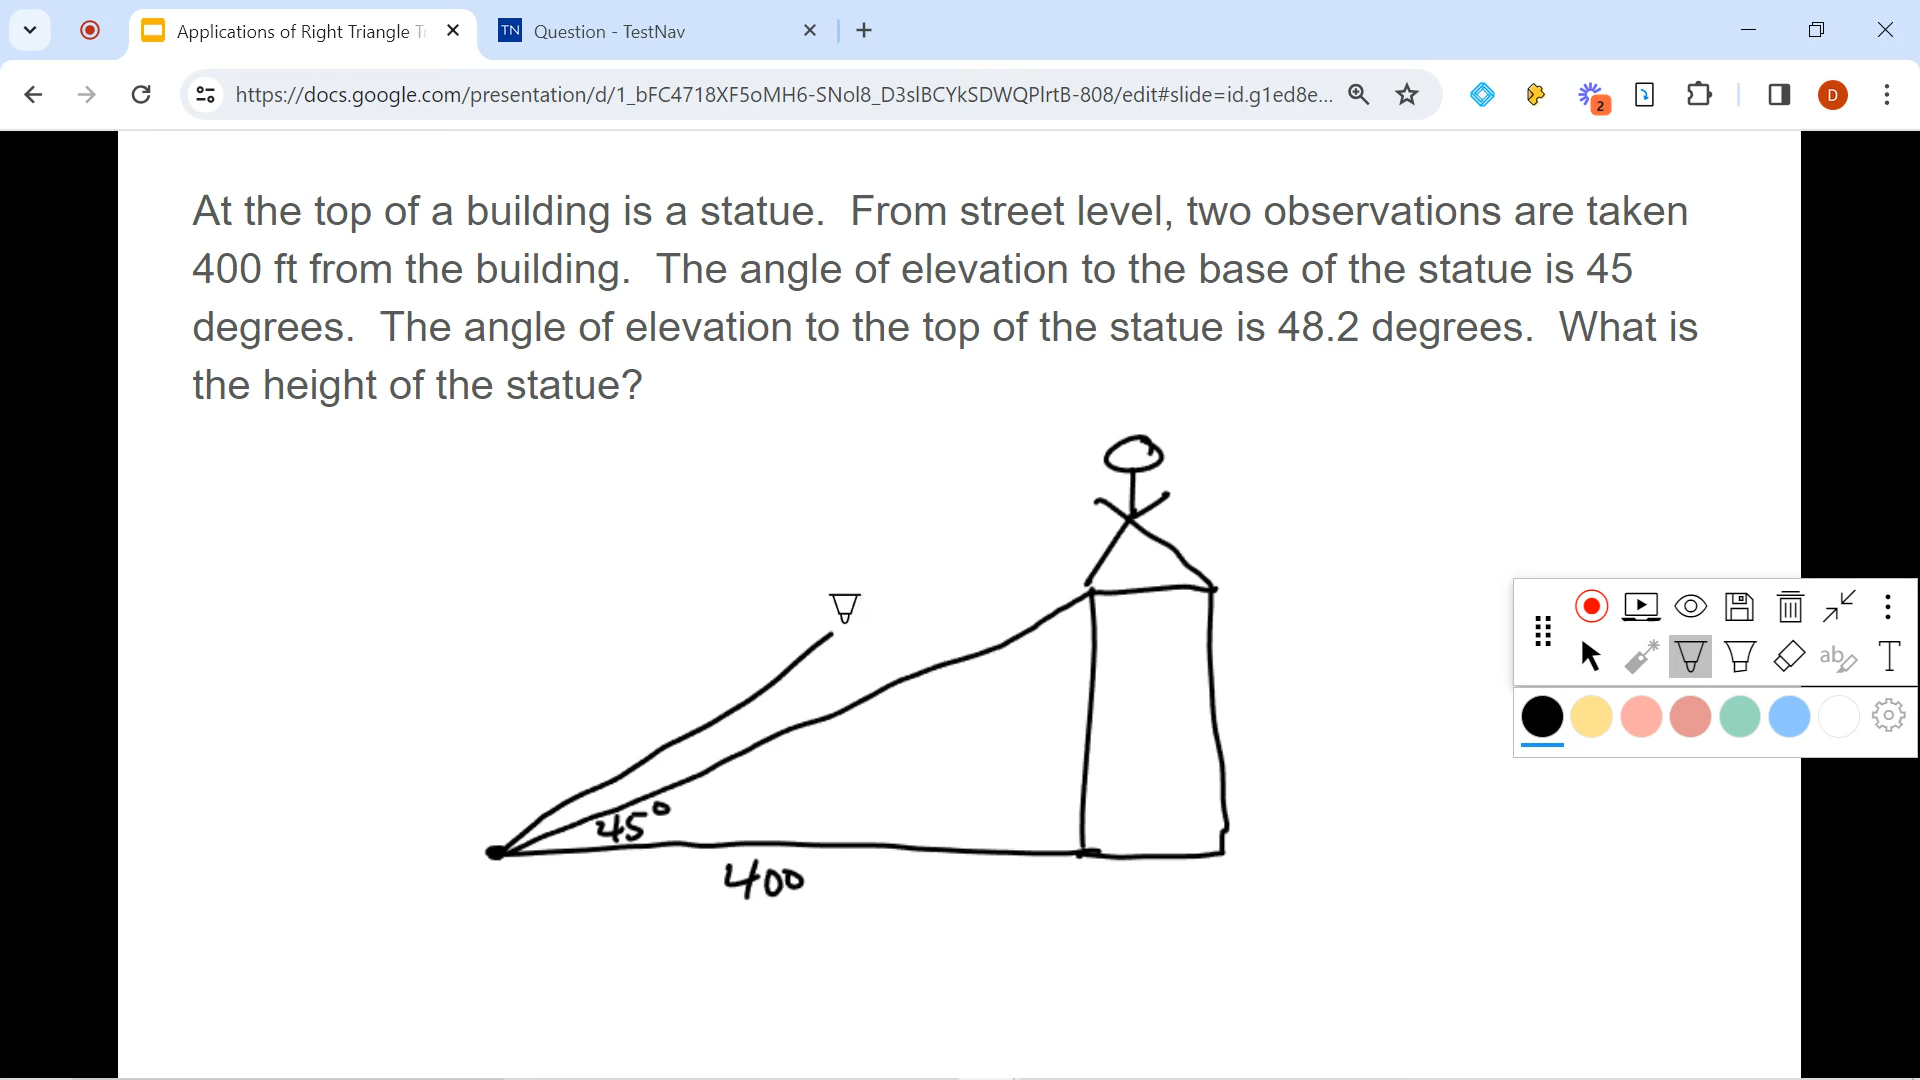 Applications of Right Triangle T
Question - TestNav
https://docs.google.com/presentation/d/1_bFC4718XF5oMH6-SNol8_D3slBCYkSDWQPlrtB-808/edit#slide=id.g1ed8e...
2
D
At the top of a building is a statue. From street level, two observations are taken
400 ft from the building. The angle of elevation to the base of the statue is 45
degrees. The angle of elevation to the top of the statue is 48.2 degrees. What is
the height of the statue?
45°
400
ab
T